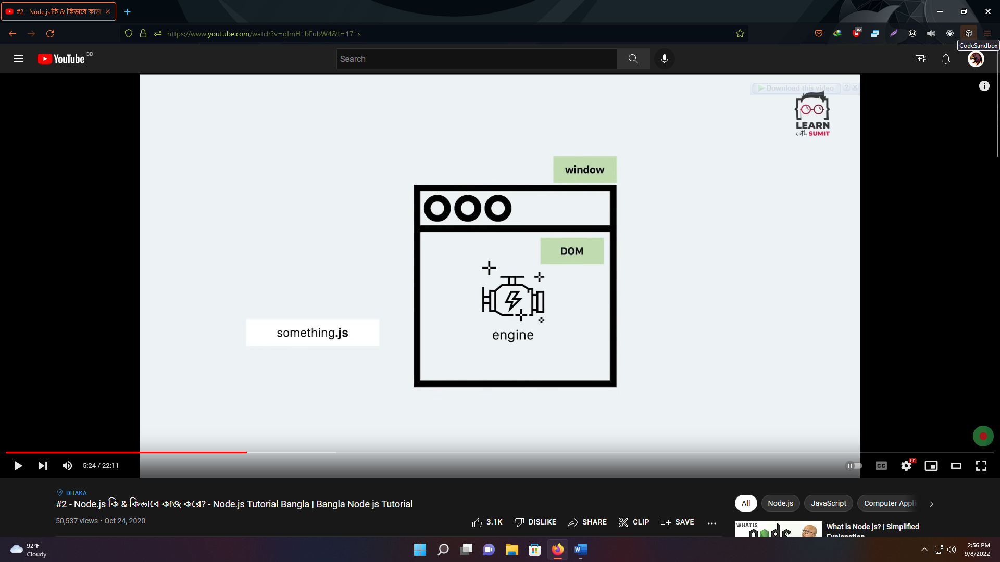 #2 - Node.js কি & কিভাবে কাজ
https://www.youtube.com/watch?v=qImH1bFubW4&t=171s
CodeSandbox
YouTube BD
Search
Download this video
LEARN
with SUMIT
window
DOM
engine
something.js
5:24 / 22:11
CC
HD
DHAKA
#2 - Node.js কি & কিভাবে কাজ করে? - Node.js Tutorial Bangla | Bangla Node js Tutorial
50,537 views • Oct 24, 2020
3.1K DISLIKE SHARE CLIP SAVE
All Node.js JavaScript Computer Appli
WHAT IS
node
What is Node js? | Simplified
Explanation
92°F
Cloudy
2:56 PM
9/8/2022